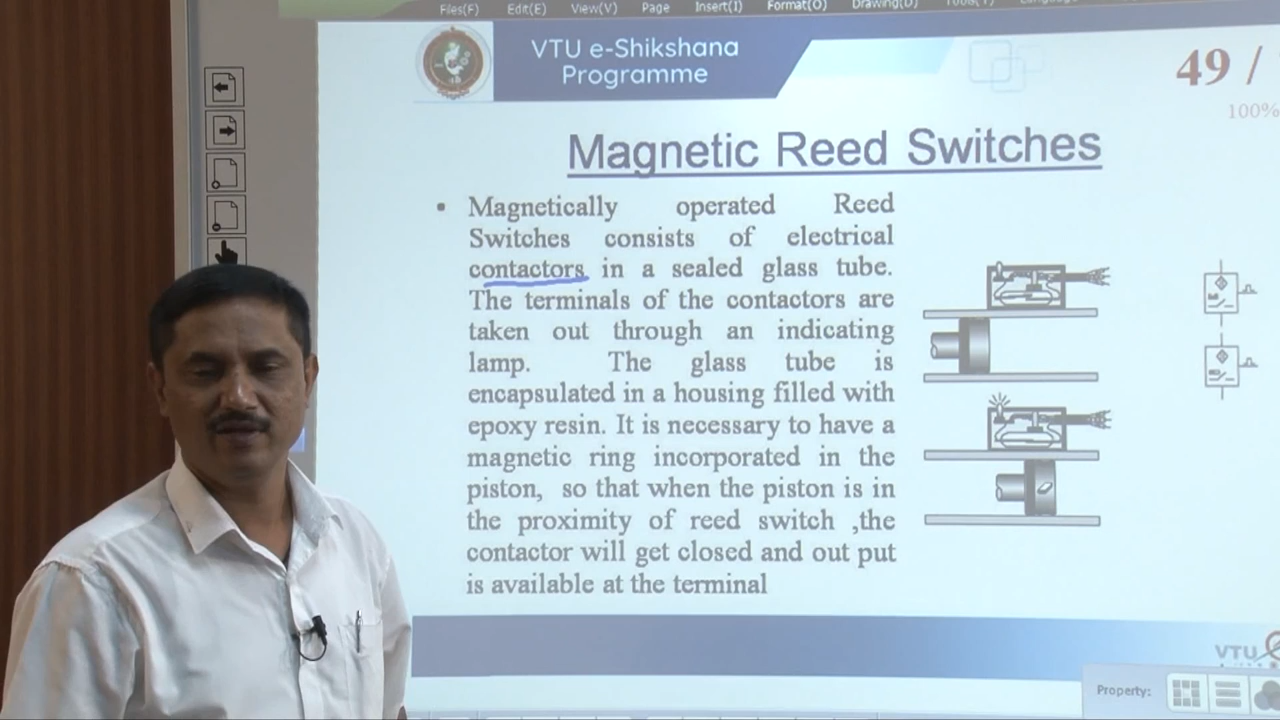 Files(F) Edit(E) View(V) Page Insert(I) Format(O) Drawing(D) Tools(T) Language
VTU e-Shikshana
Programme
49 /
100%
Magnetic Reed Switches
• Magnetically operated Reed
Switches consists of electrical
contactors in a sealed glass tube.
The terminals of the contactors are
taken out through an indicating
lamp. The glass tube is
encapsulated in a housing filled with
epoxy resin. It is necessary to have a
magnetic ring incorporated in the
piston, so that when the piston is in
the proximity of reed switch ,the
contactor will get closed and out put
is available at the terminal
VTU
Property: